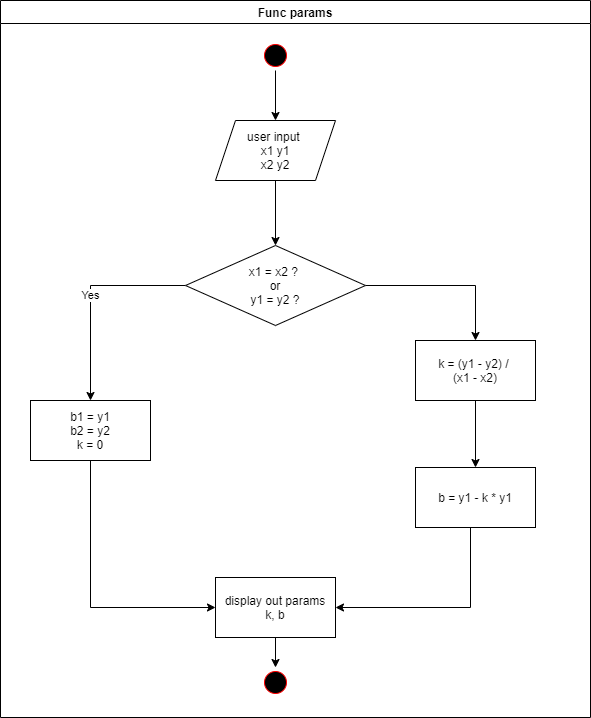 Func params
user input
x1 y1
x2 y2
x1 = x2 ?
or
y1 = y2 ?
Yes
k = (y1 - y2) /
(x1 - x2)
b1 = y1
b2 = y2
k = 0
b = y1 - k * y1
display out params
k, b